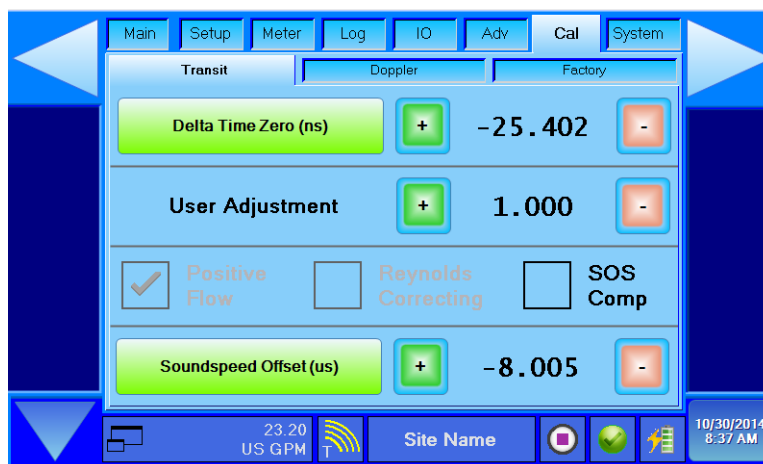 Main Setup Meter Log IO Adv Cal System
Transit Doppler Factory
Delta Time Zero (ns) + -25.402 -
User Adjustment + 1.000 -
Positive Flow Reynolds Correcting SOS Comp
Soundspeed Offset (us) + -8.005 -
23.20
US GPM
T
Site Name
10/30/2014
8:37 AM